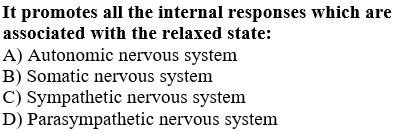 It promotes all the internal responses which are
associated with the relaxed state:
A) Autonomic nervous system
B) Somatic nervous system
C) Sympathetic nervous system
D) Parasympathetic nervous system